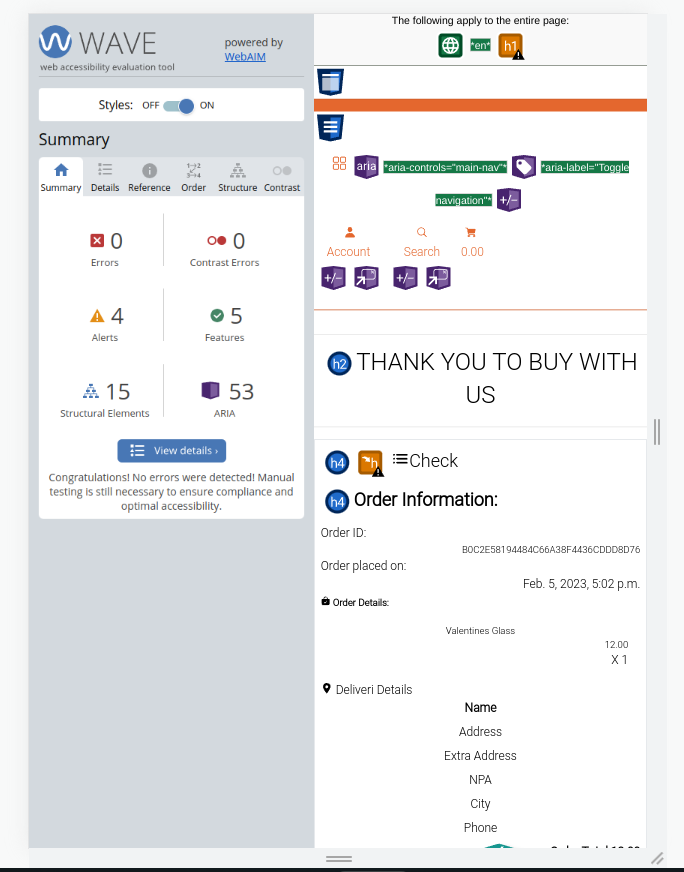 WAVE
web accessibility evaluation tool
powered by
WebAIM
Styles: OFF ON
Summary
Summary Details Reference Order Structure Contrast
0
Errors
0
Contrast Errors
4
Alerts
5
Features
15
Structural Elements
53
ARIA
View details ›
Congratulations! No errors were detected! Manual
testing is still necessary to ensure compliance and
optimal accessibility.
The following apply to the entire page:
*en* h1
aria *aria-controls="main-nav"* *aria-label="Toggle
navigation"* +/-
Account Search 0.00
+/- +/-
h2 THANK YOU TO BUY WITH
US
h4 h Check
h4 Order Information:
Order ID:
B0C2E58194484C66A38F4436CDDD8D76
Order placed on:
Feb. 5, 2023, 5:02 p.m.
Order Details:
Valentines Glass
12.00
X 1
Deliveri Details
Name
Address
Extra Address
NPA
City
Phone